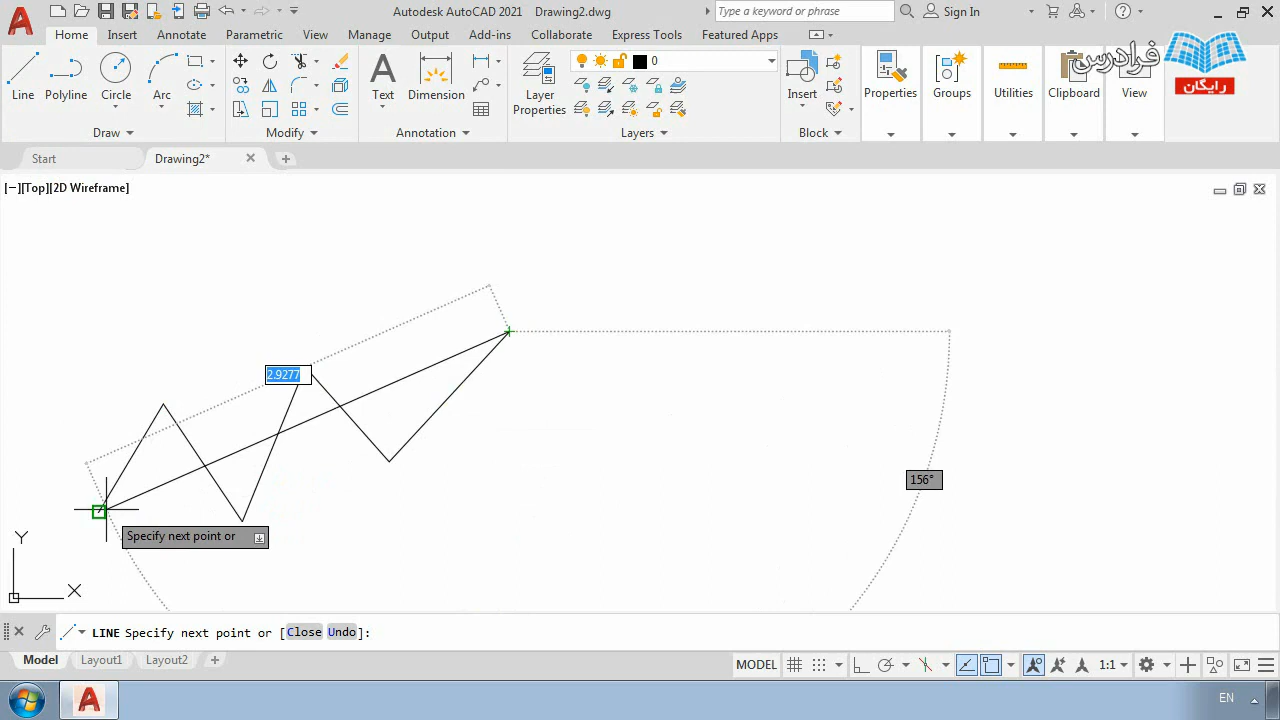 Autodesk AutoCAD 2021 Drawing2.dwg
Type a keyword or phrase
Sign In
Home Insert Annotate Parametric View Manage Output Add-ins Collaborate Express Tools Featured Apps
فرادرس
رایگان
0
Line Polyline Circle Arc Text Dimension Layer Properties Insert Properties Groups Utilities Clipboard View
Draw Modify Annotation Layers Block
Start Drawing2*
[−][Top][2D Wireframe]
2.9277
156°
Specify next point or
Y
X
LINE Specify next point or [Close Undo]:
Model Layout1 Layout2
MODEL 1:1
EN